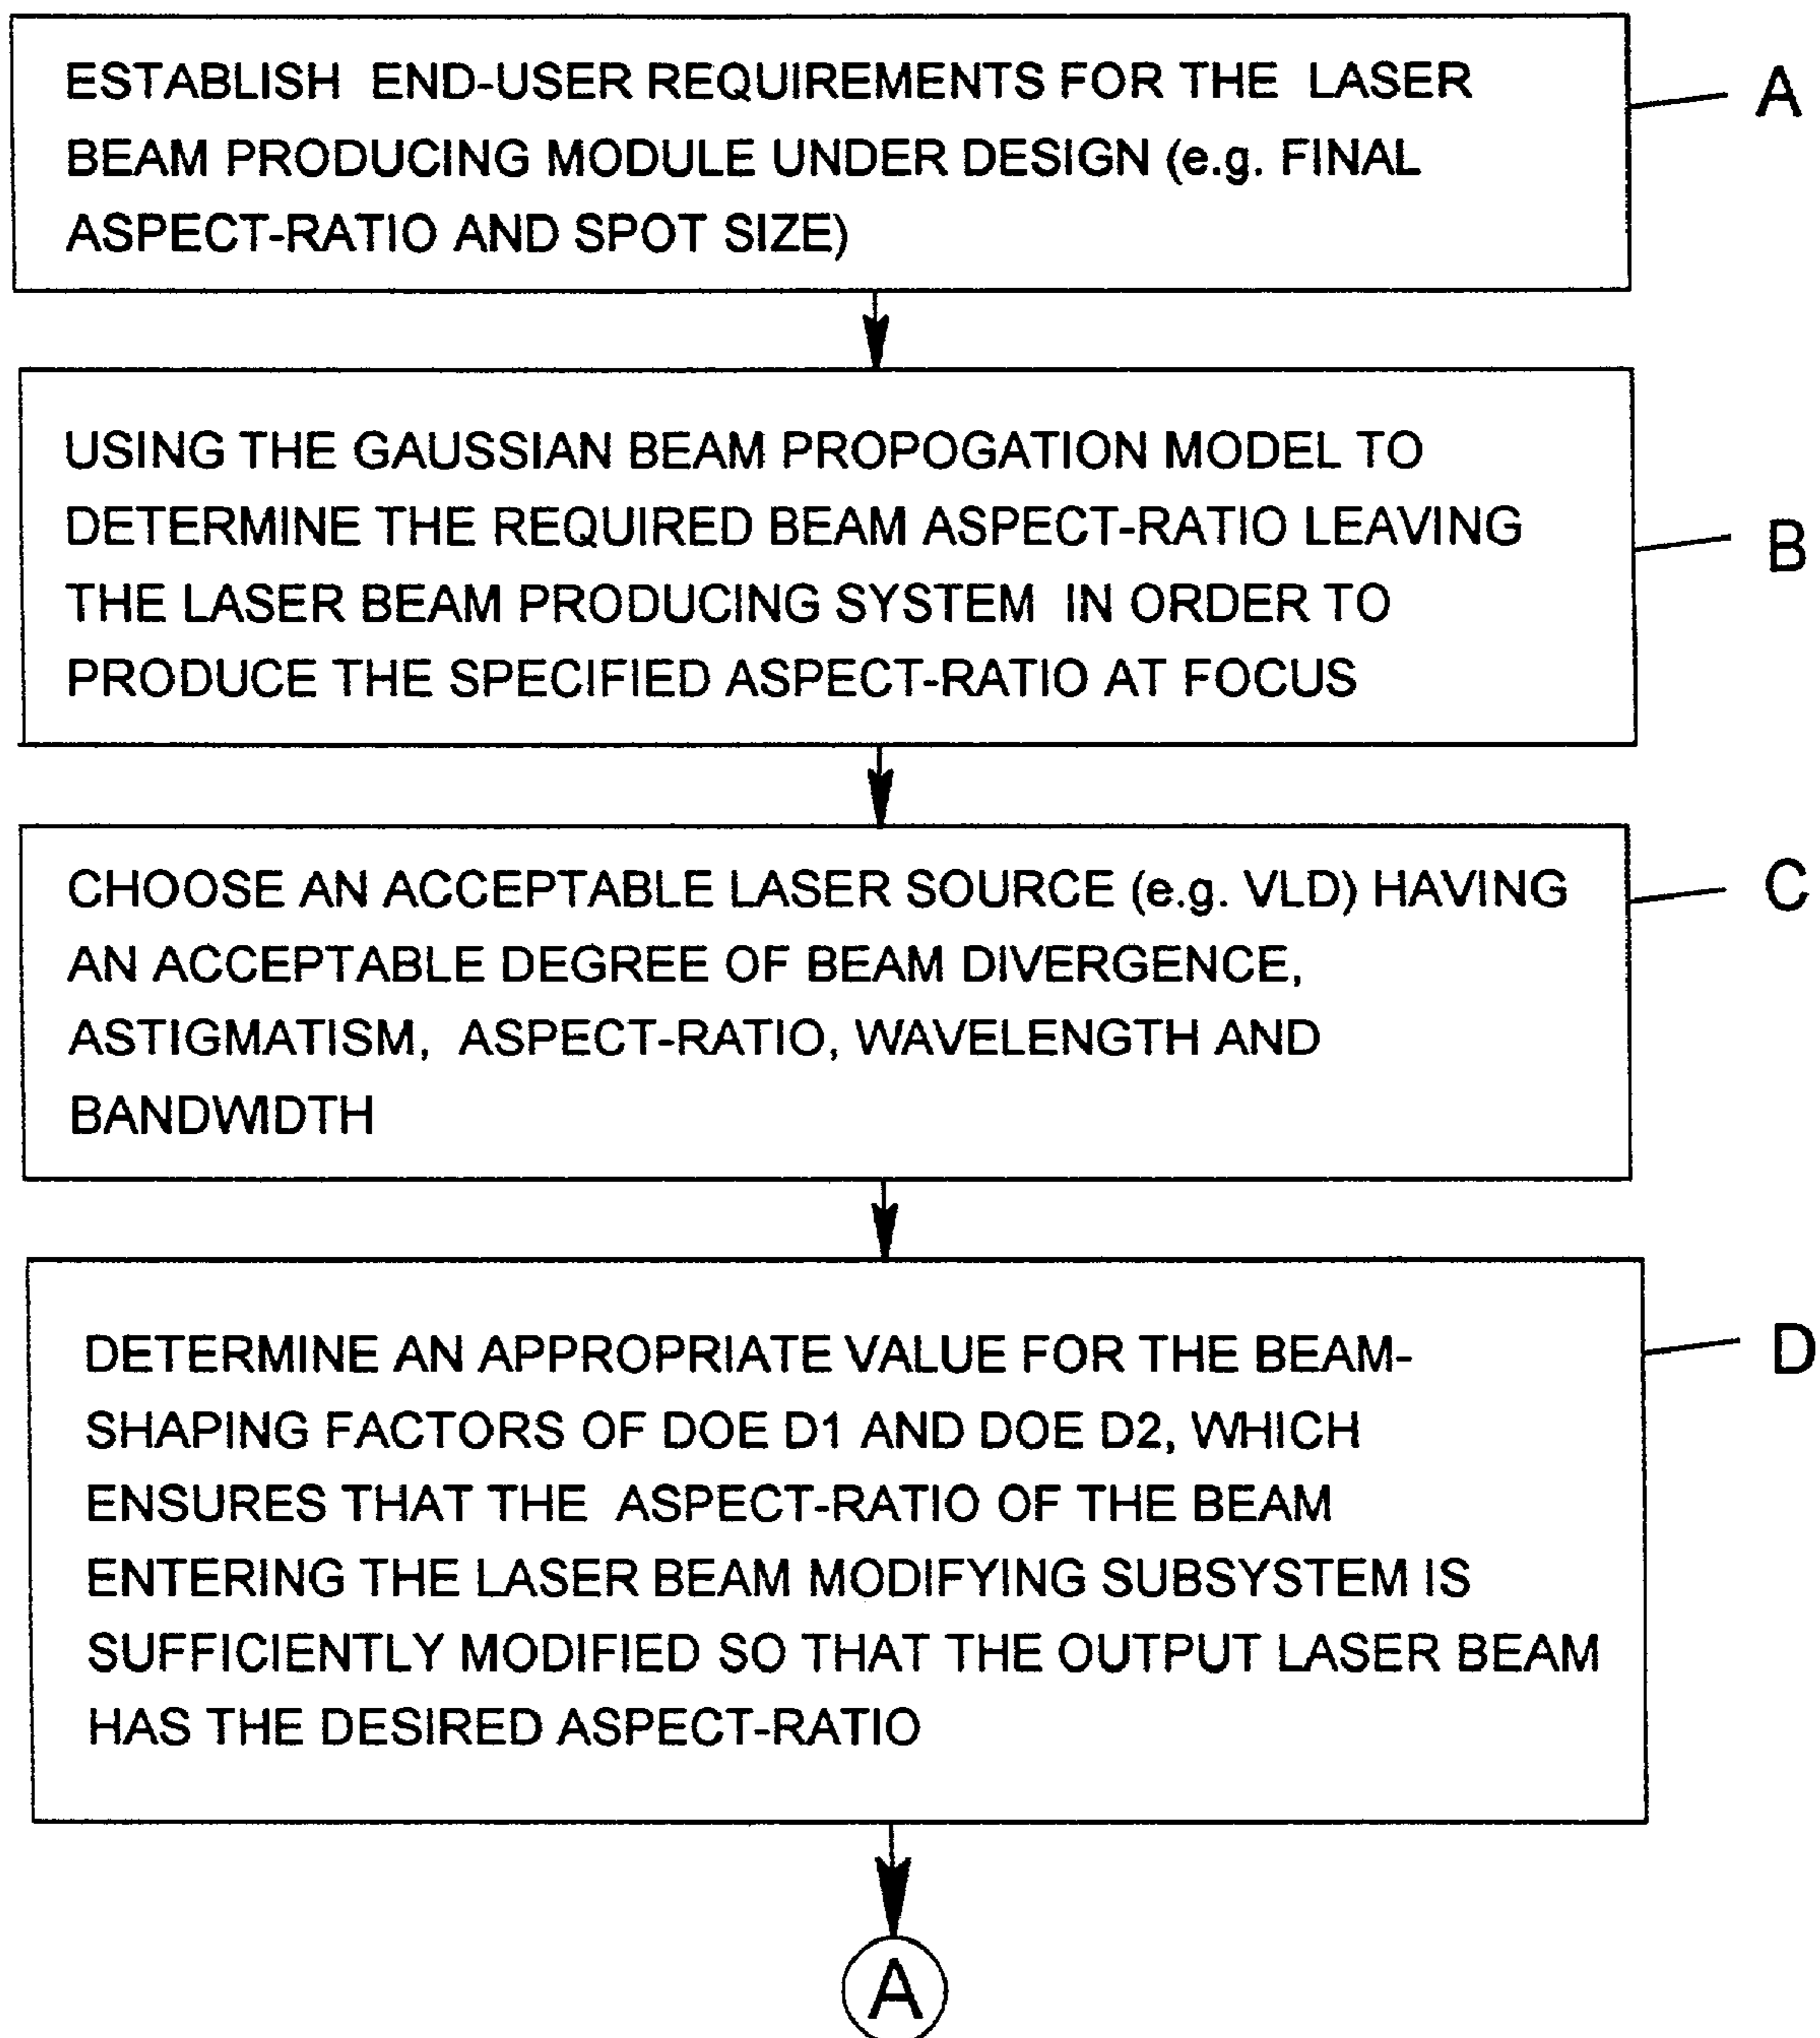 ESTABLISH END-USER REQUIREMENTS FOR THE LASER
BEAM PRODUCING MODULE UNDER DESIGN (e.g. FINAL
ASPECT-RATIO AND SPOT SIZE)
A
USING THE GAUSSIAN BEAM PROPOGATION MODEL TO
DETERMINE THE REQUIRED BEAM ASPECT-RATIO LEAVING
THE LASER BEAM PRODUCING SYSTEM IN ORDER TO
PRODUCE THE SPECIFIED ASPECT-RATIO AT FOCUS
B
CHOOSE AN ACCEPTABLE LASER SOURCE (e.g. VLD) HAVING
AN ACCEPTABLE DEGREE OF BEAM DIVERGENCE,
ASTIGMATISM, ASPECT-RATIO, WAVELENGTH AND
BANDWIDTH
C
DETERMINE AN APPROPRIATE VALUE FOR THE BEAM-
SHAPING FACTORS OF DOE D1 AND DOE D2, WHICH
ENSURES THAT THE ASPECT-RATIO OF THE BEAM
ENTERING THE LASER BEAM MODIFYING SUBSYSTEM IS
SUFFICIENTLY MODIFIED SO THAT THE OUTPUT LASER BEAM
HAS THE DESIRED ASPECT-RATIO
D
A